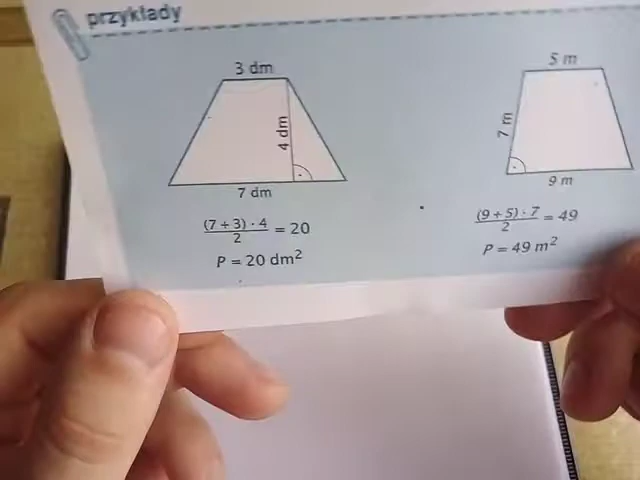 przykłady
3 dm
4 dm
7 dm
(7 + 3) · 4 / 2 = 20
P = 20 dm²
5 m
7 m
9 m
(9 + 5) · 7 / 2 = 49
P = 49 m²